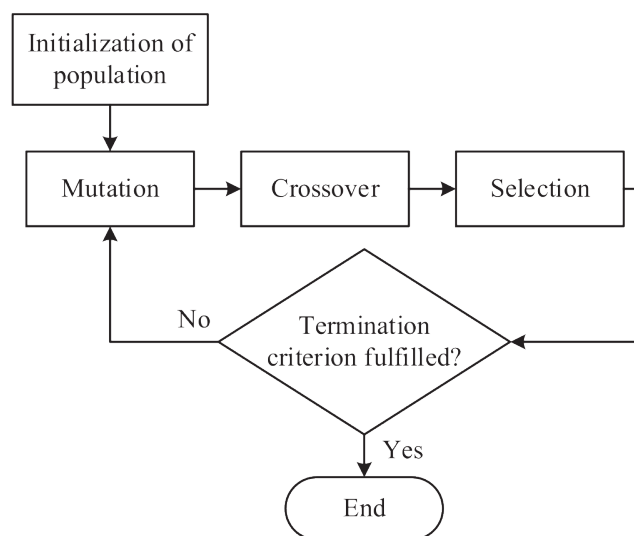 Initialization of
population
Mutation
Crossover
Selection
No
Termination
criterion fulfilled?
Yes
End